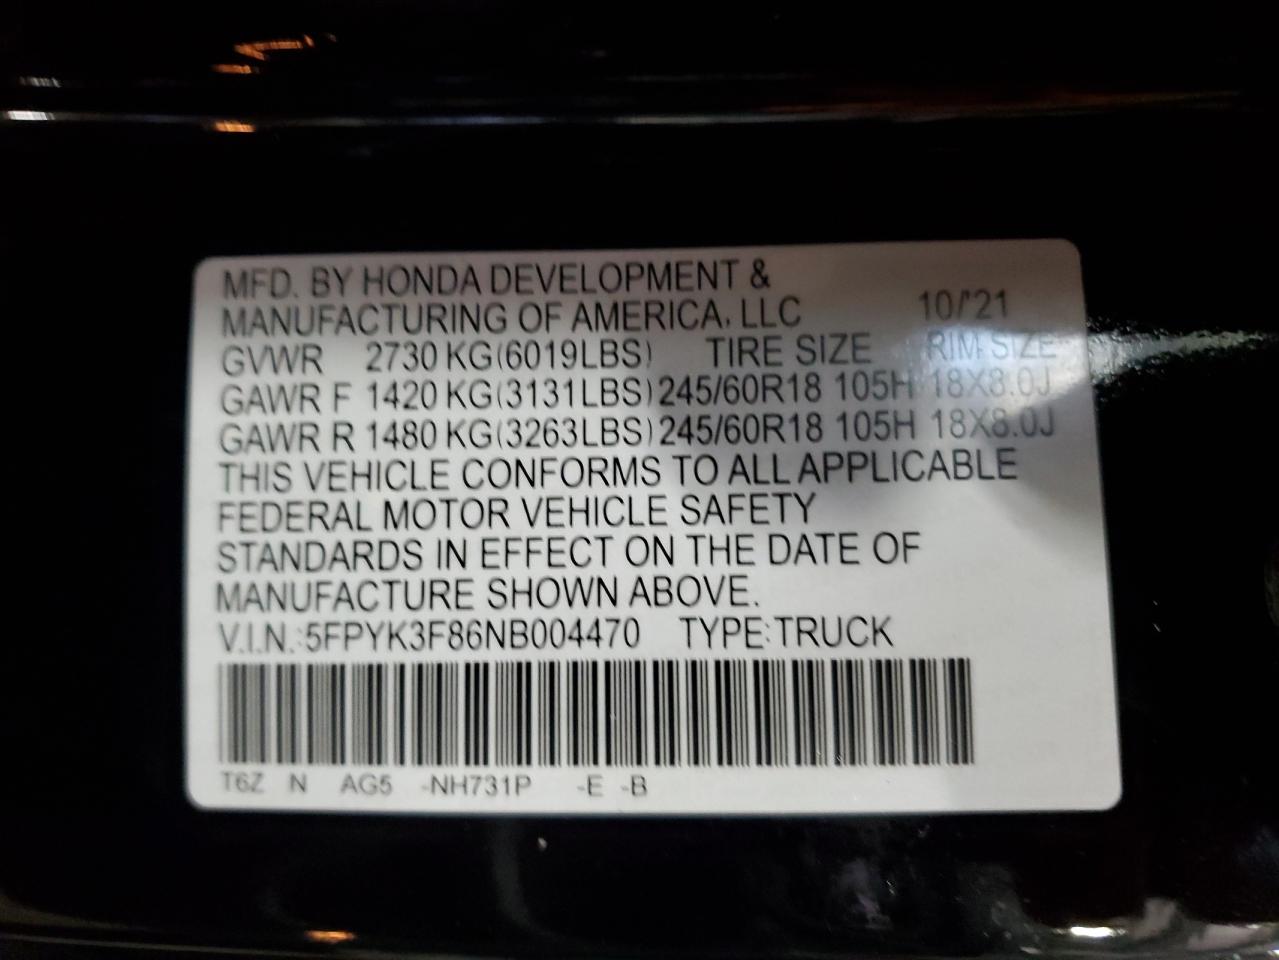 MFD. BY HONDA DEVELOPMENT &
MANUFACTURING OF AMERICA, LLC 10/'21
GVWR 2730 KG(6019LBS) TIRE SIZE RIM SIZE
GAWR F 1420 KG(3131LBS) 245/60R18 105H 18X8.0J
GAWR R 1480 KG(3263LBS) 245/60R18 105H 18X8.0J
THIS VEHICLE CONFORMS TO ALL APPLICABLE
FEDERAL MOTOR VEHICLE SAFETY
STANDARDS IN EFFECT ON THE DATE OF
MANUFACTURE SHOWN ABOVE.
V.I.N.:5FPYK3F86NB004470 TYPE:TRUCK
T6Z N AG5 -NH731P -E -B